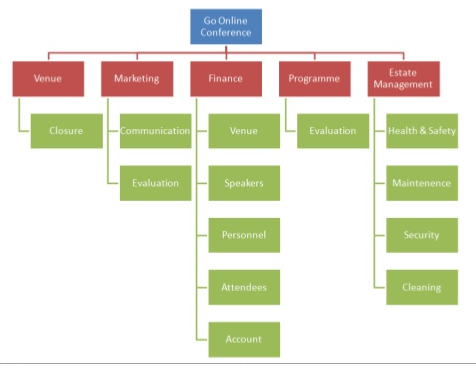 Go Online
Conference
Venue
Marketing
Finance
Programme
Estate
Management
Closure
Communication
Venue
Evaluation
Health & Safety
Evaluation
Speakers
Maintenence
Personnel
Security
Attendees
Cleaning
Account